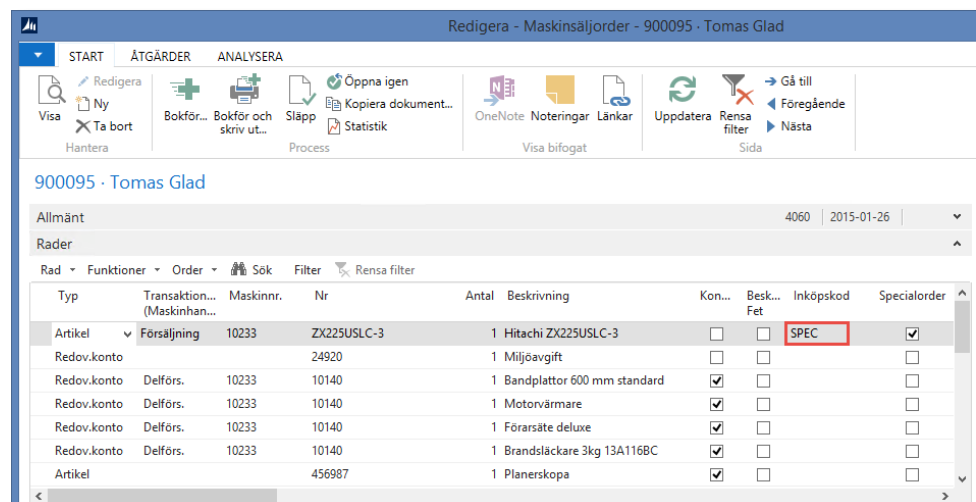 Redigera - Maskinsäljorder - 900095 · Tomas Glad
START ÅTGÄRDER ANALYSERA
Visa
Redigera
Ny
Ta bort
Hantera
Bokför...
Bokför och
skriv ut...
Släpp
Öppna igen
Kopiera dokument...
Statistik
Process
OneNote
Noteringar
Länkar
Visa bifogat
Uppdatera
Rensa
filter
Gå till
Föregående
Nästa
Sida
900095 · Tomas Glad
Allmänt 4060 2015-01-26
Rader
Rad Funktioner Order Sök Filter Rensa filter
Typ Transaktion... Maskinnr. Nr Antal Beskrivning Kon... Besk... Inköpskod Specialorder
(Maskinhan... Fet
Artikel Försäljning 10233 ZX225USLC-3 1 Hitachi ZX225USLC-3 SPEC
Redov.konto 24920 1 Miljöavgift
Redov.konto Delförs. 10233 10140 1 Bandplattor 600 mm standard
Redov.konto Delförs. 10233 10140 1 Motorvärmare
Redov.konto Delförs. 10233 10140 1 Förarsäte deluxe
Redov.konto Delförs. 10233 10140 1 Brandsläckare 3kg 13A116BC
Artikel 456987 1 Planerskopa